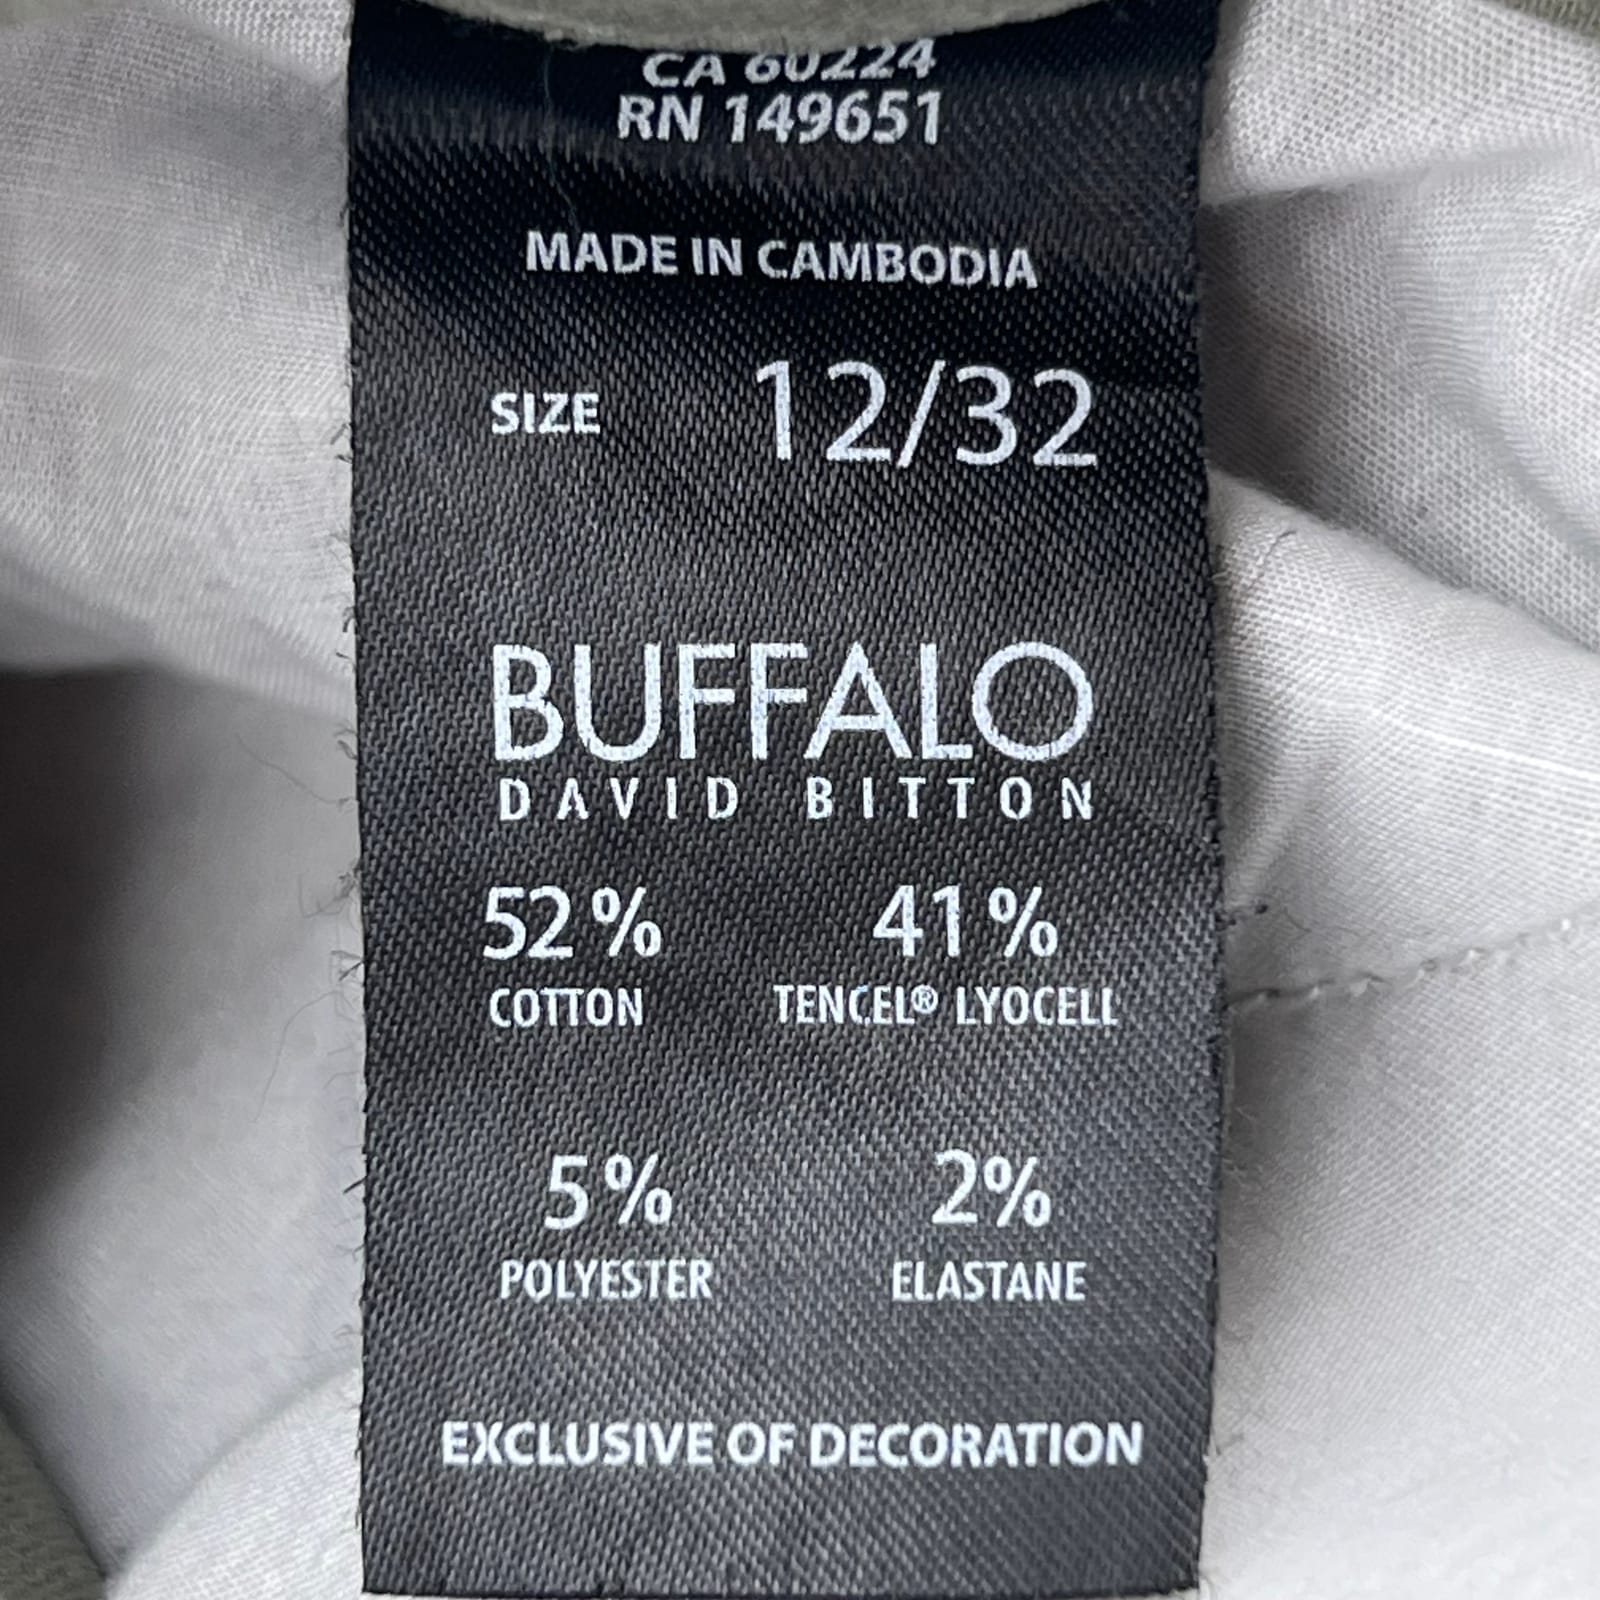 CA 60224
RN 149651
MADE IN CAMBODIA
SIZE 12/32
BUFFALO
DAVID BITTON
52% 41%
COTTON TENCEL® LYOCELL
5% 2%
POLYESTER ELASTANE
EXCLUSIVE OF DECORATION